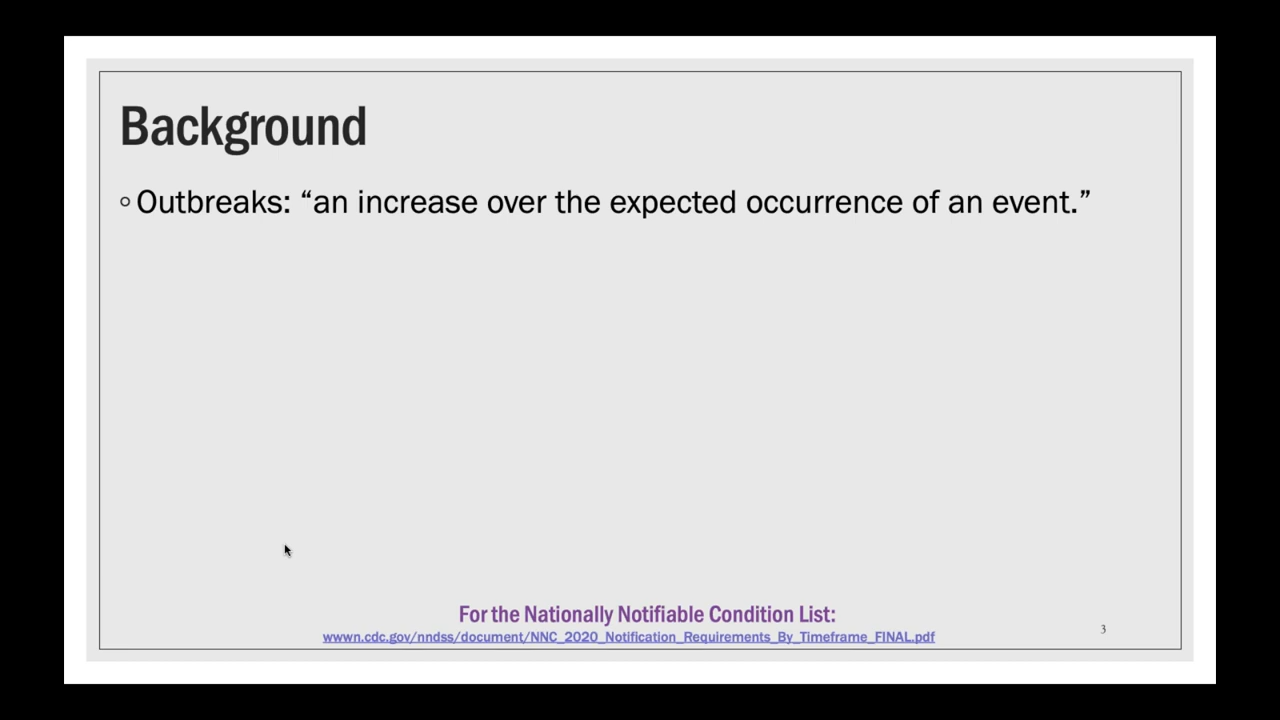 Background
◦ Outbreaks: “an increase over the expected occurrence of an event.”
For the Nationally Notifiable Condition List:
wwwn.cdc.gov/nndss/document/NNC_2020_Notification_Requirements_By_Timeframe_FINAL.pdf
3